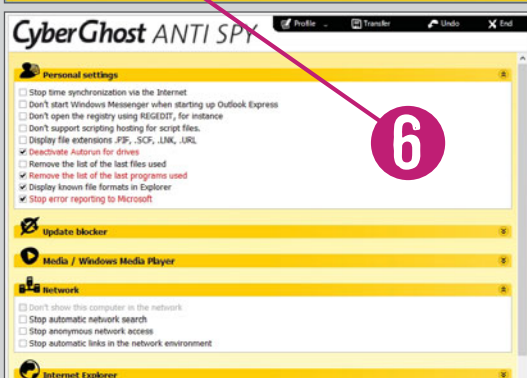 CyberGhost ANTI SPY
Profile
Transfer
Undo
X End
Personal settings
Stop time synchronization via the Internet
Don't start Windows Messenger when starting up Outlook Express
Don't open the registry using REGEDIT, for instance
Don't support scripting hosting for script files.
Display file extensions .PIF, .SCF, .LNK, .URL
Deactivate Autorun for drives
Remove the list of the last files used
Remove the list of the last programs used
Display known file formats in Explorer
Stop error reporting to Microsoft
6
Update blocker
Media / Windows Media Player
Network
Don't show this computer in the network
Stop automatic network search
Stop anonymous network access
Stop automatic links in the network environment
Internet Explorer